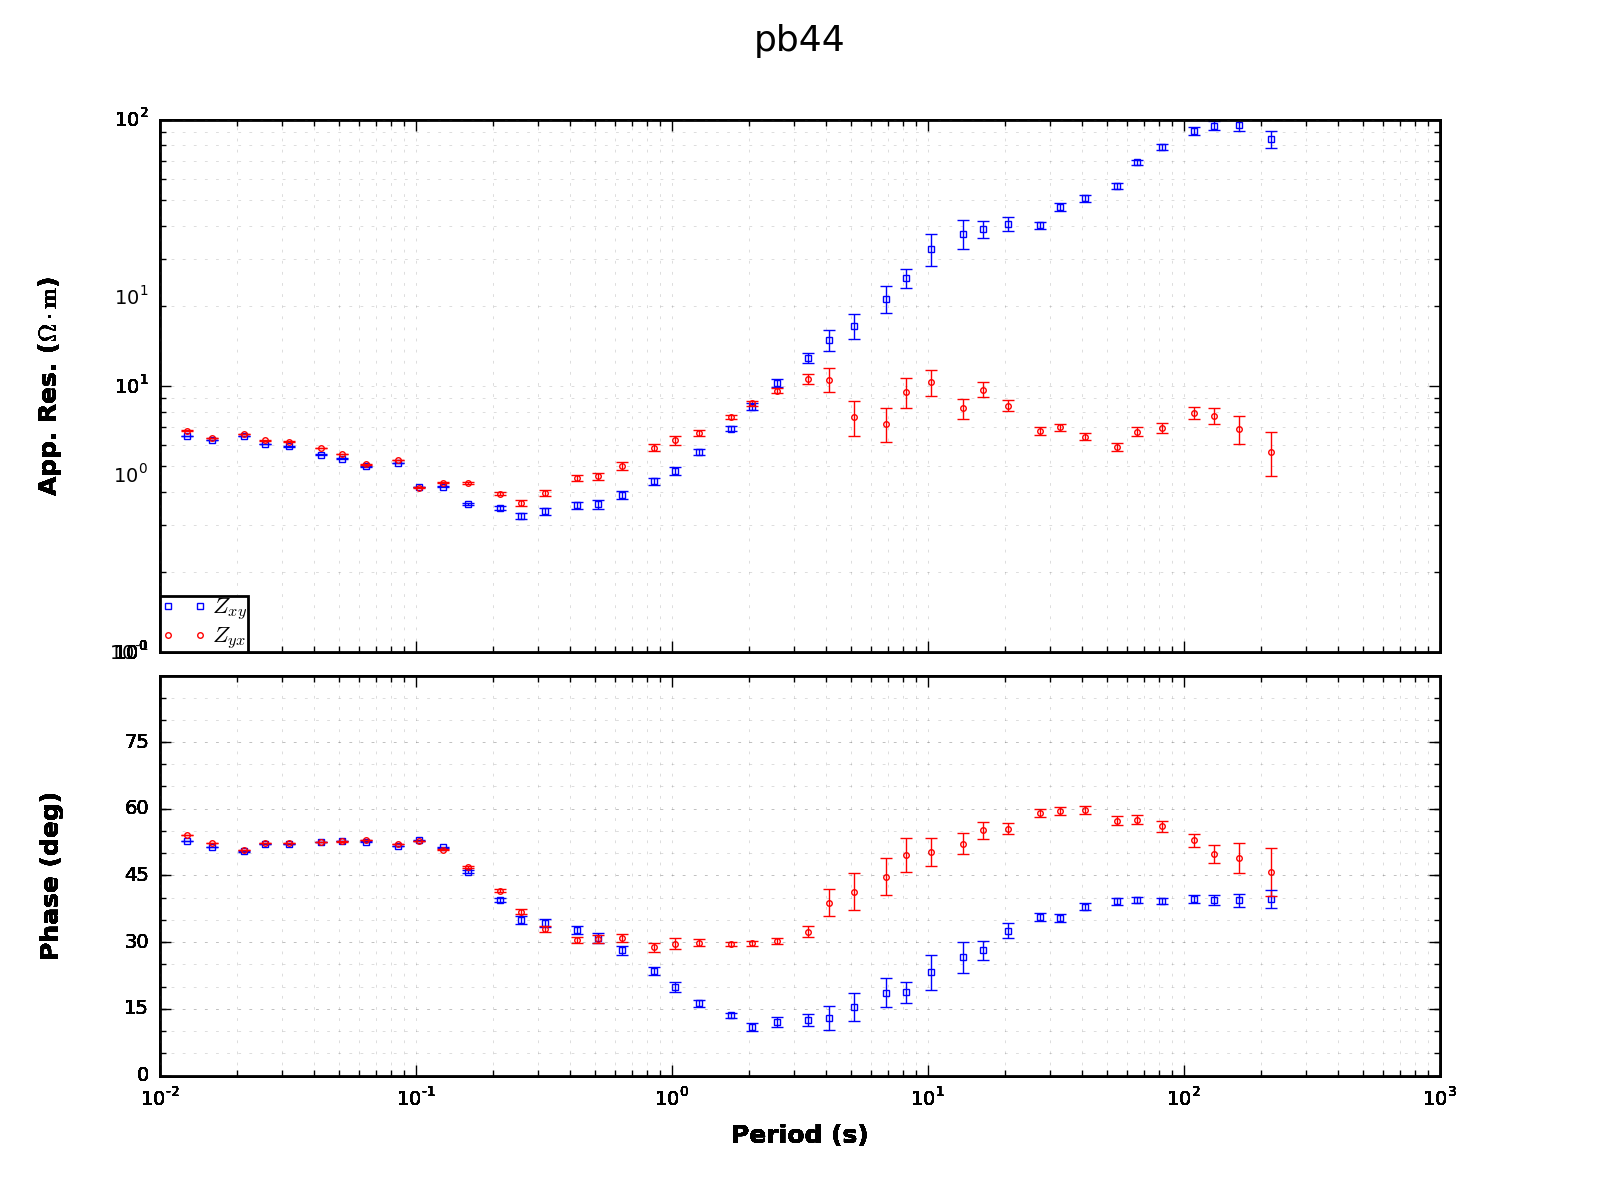 pb44
App. Res. (Ω·m)
10²
10¹
10¹
10⁰
Z_xy
Z_yx
Phase (deg)
75
60
45
30
15
0
10⁻² 10⁻¹ 10⁰ 10¹ 10² 10³
Period (s)